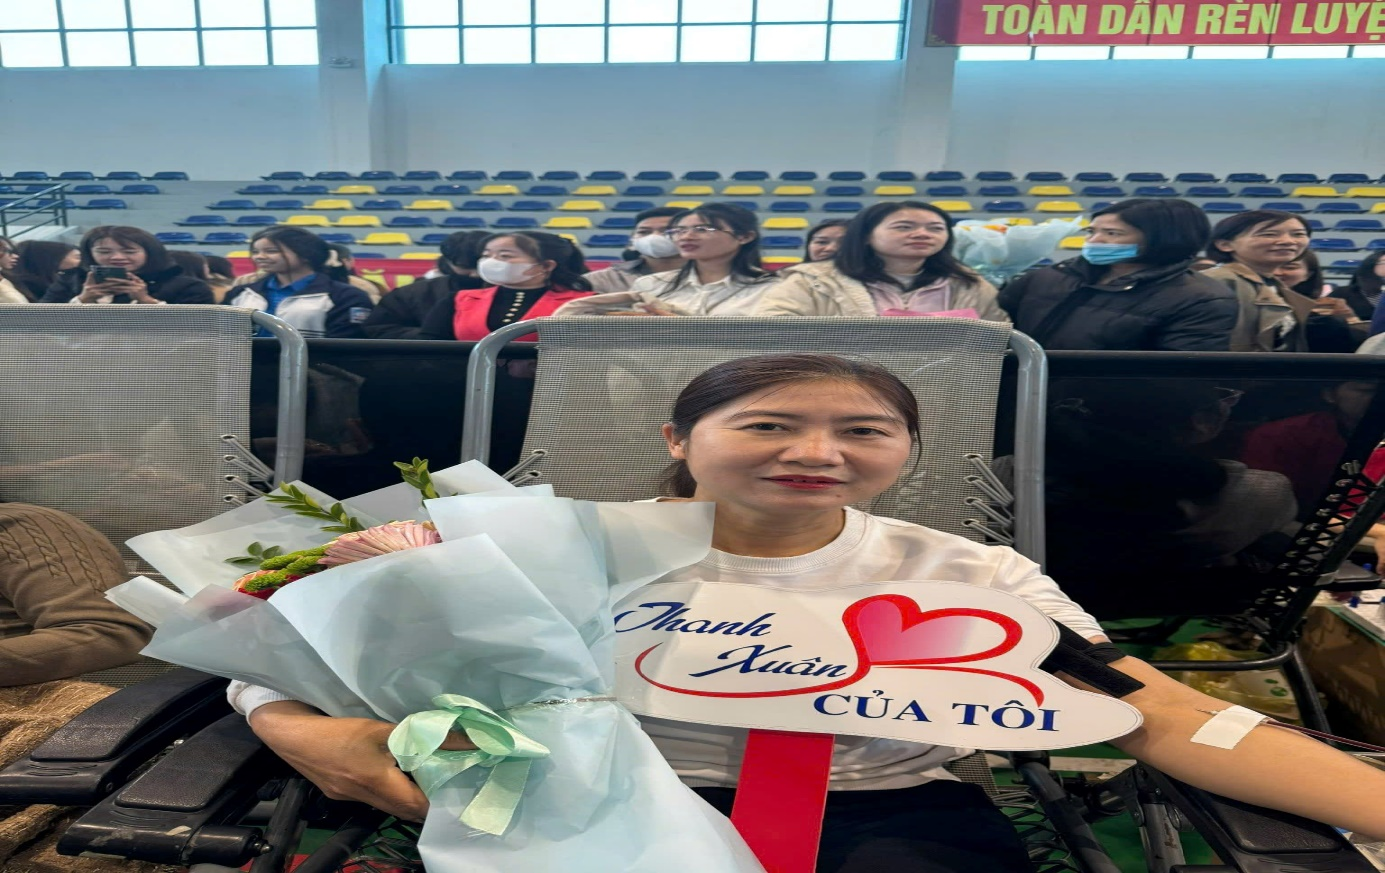 TOÀN DÂN RÈN LUYỆ
Thanh
Xuân
CỦA TÔI